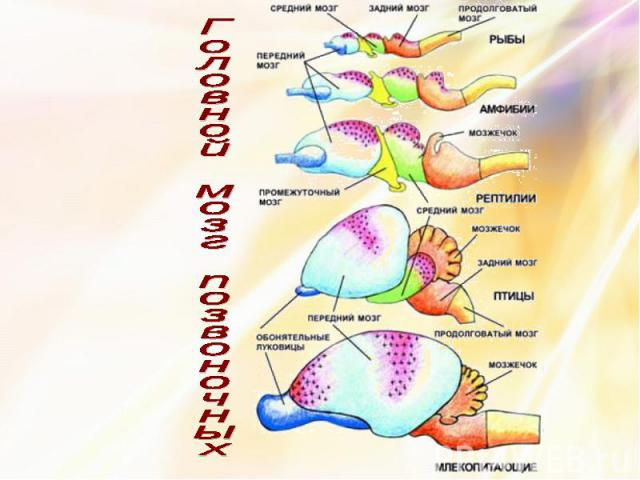 Головной мозг позвоночных
СРЕДНИЙ МОЗГ
ЗАДНИЙ МОЗГ
ПРОДОЛГОВАТЫЙ
МОЗГ
РЫБЫ
ПЕРЕДНИЙ
МОЗГ
АМФИБИИ
МОЗЖЕЧОК
ПРОМЕЖУТОЧНЫЙ
МОЗГ
РЕПТИЛИИ
СРЕДНИЙ МОЗГ
МОЗЖЕЧОК
ЗАДНИЙ МОЗГ
ПТИЦЫ
ПЕРЕДНИЙ МОЗГ
ПРОДОЛГОВАТЫЙ МОЗГ
ОБОНЯТЕЛЬНЫЕ
ЛУКОВИЦЫ
МОЗЖЕЧОК
МЛЕКОПИТАЮЩИЕ